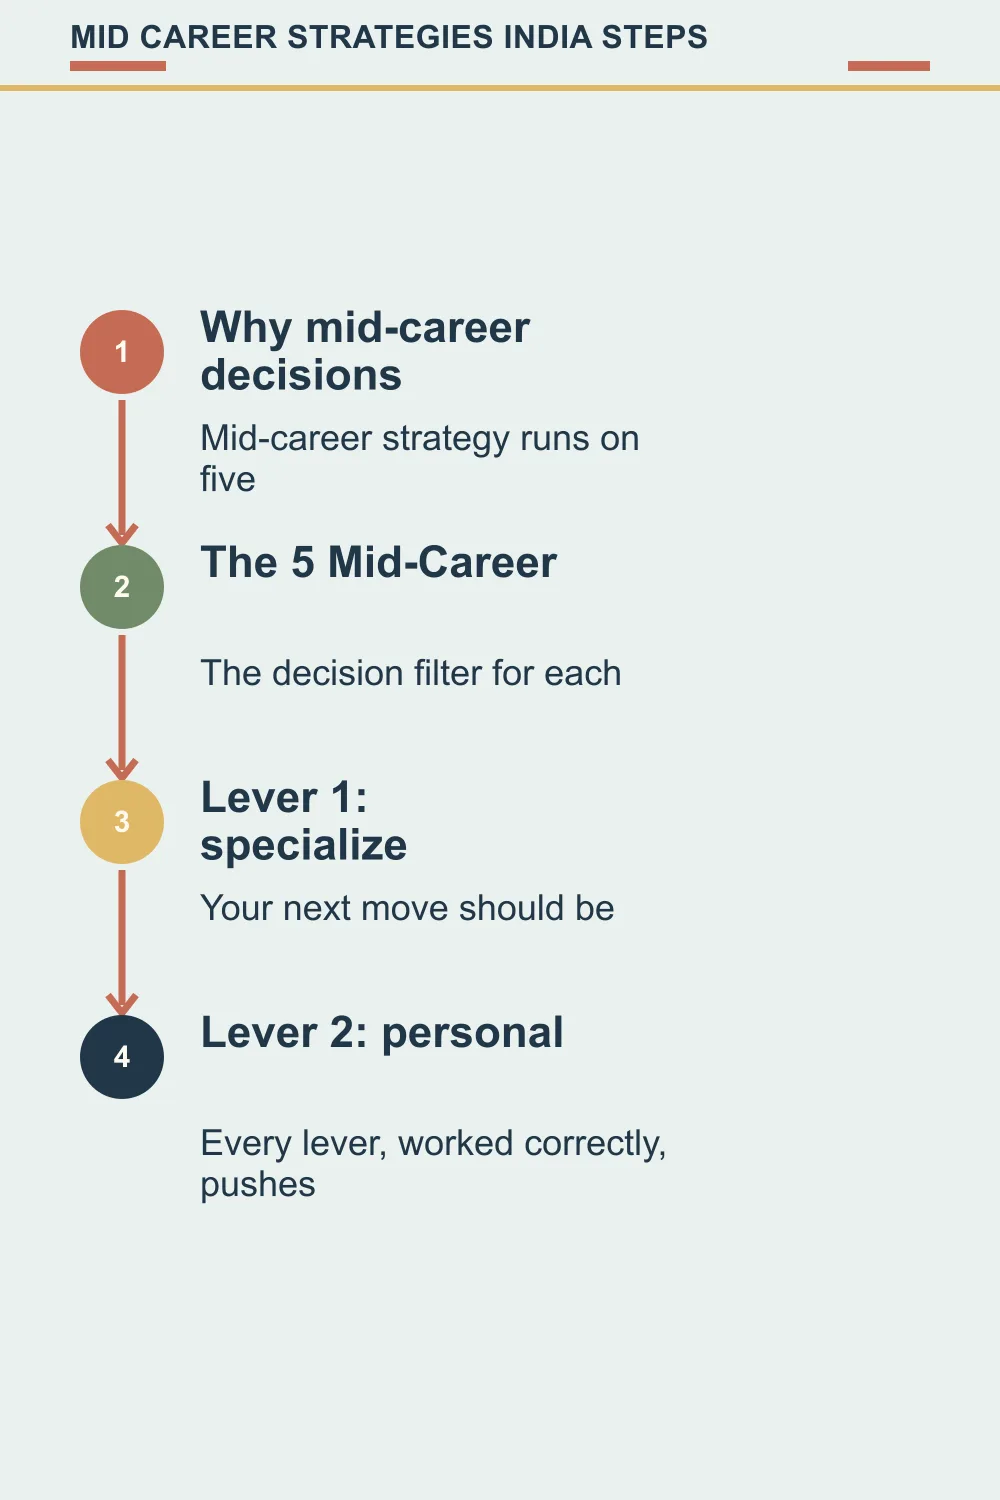 MID CAREER STRATEGIES INDIA STEPS
1
Why mid-career
decisions
Mid-career strategy runs on
five
2
The 5 Mid-Career
The decision filter for each
3
Lever 1:
specialize
Your next move should be
4
Lever 2: personal
Every lever, worked correctly,
pushes